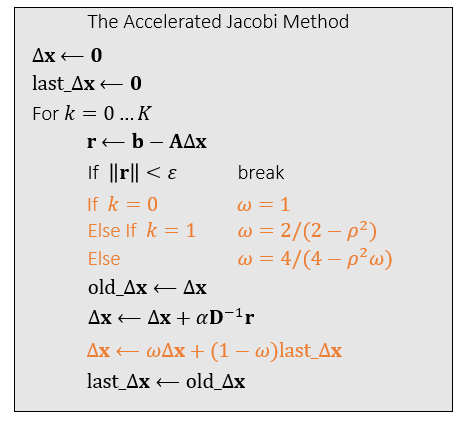 The Accelerated Jacobi Method
Δx ← 0
last_Δx ← 0
For k = 0 … K
r ← b − AΔx
If ‖r‖ < ε break
If k = 0 ω = 1
Else If k = 1 ω = 2/(2 − ρ²)
Else ω = 4/(4 − ρ²ω)
old_Δx ← Δx
Δx ← Δx + αD⁻¹r
Δx ← ωΔx + (1 − ω)last_Δx
last_Δx ← old_Δx